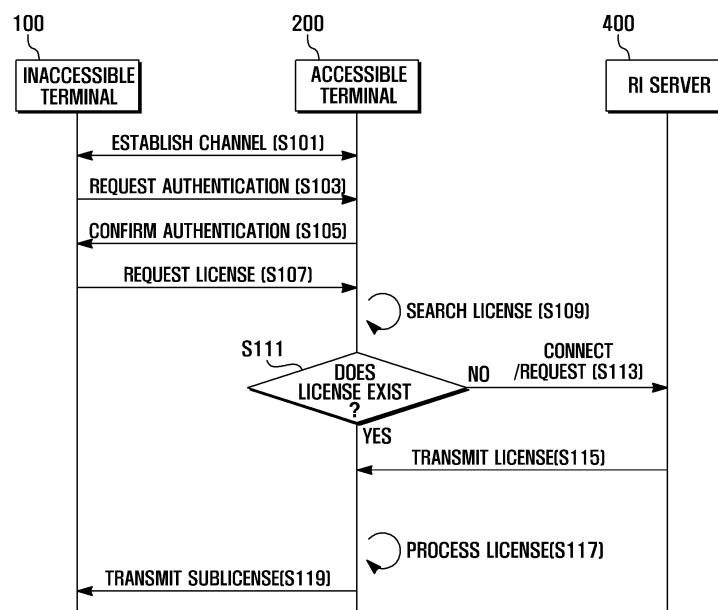 100
200
400
INACCESSIBLE
TERMINAL
ACCESSIBLE
TERMINAL
RI SERVER
ESTABLISH CHANNEL (S101)
REQUEST AUTHENTICATION (S103)
CONFIRM AUTHENTICATION (S105)
REQUEST LICENSE (S107)
SEARCH LICENSE (S109)
S111
DOES
LICENSE EXIST
?
NO
CONNECT
/REQUEST (S113)
YES
TRANSMIT LICENSE(S115)
PROCESS LICENSE(S117)
TRANSMIT SUBLICENSE(S119)